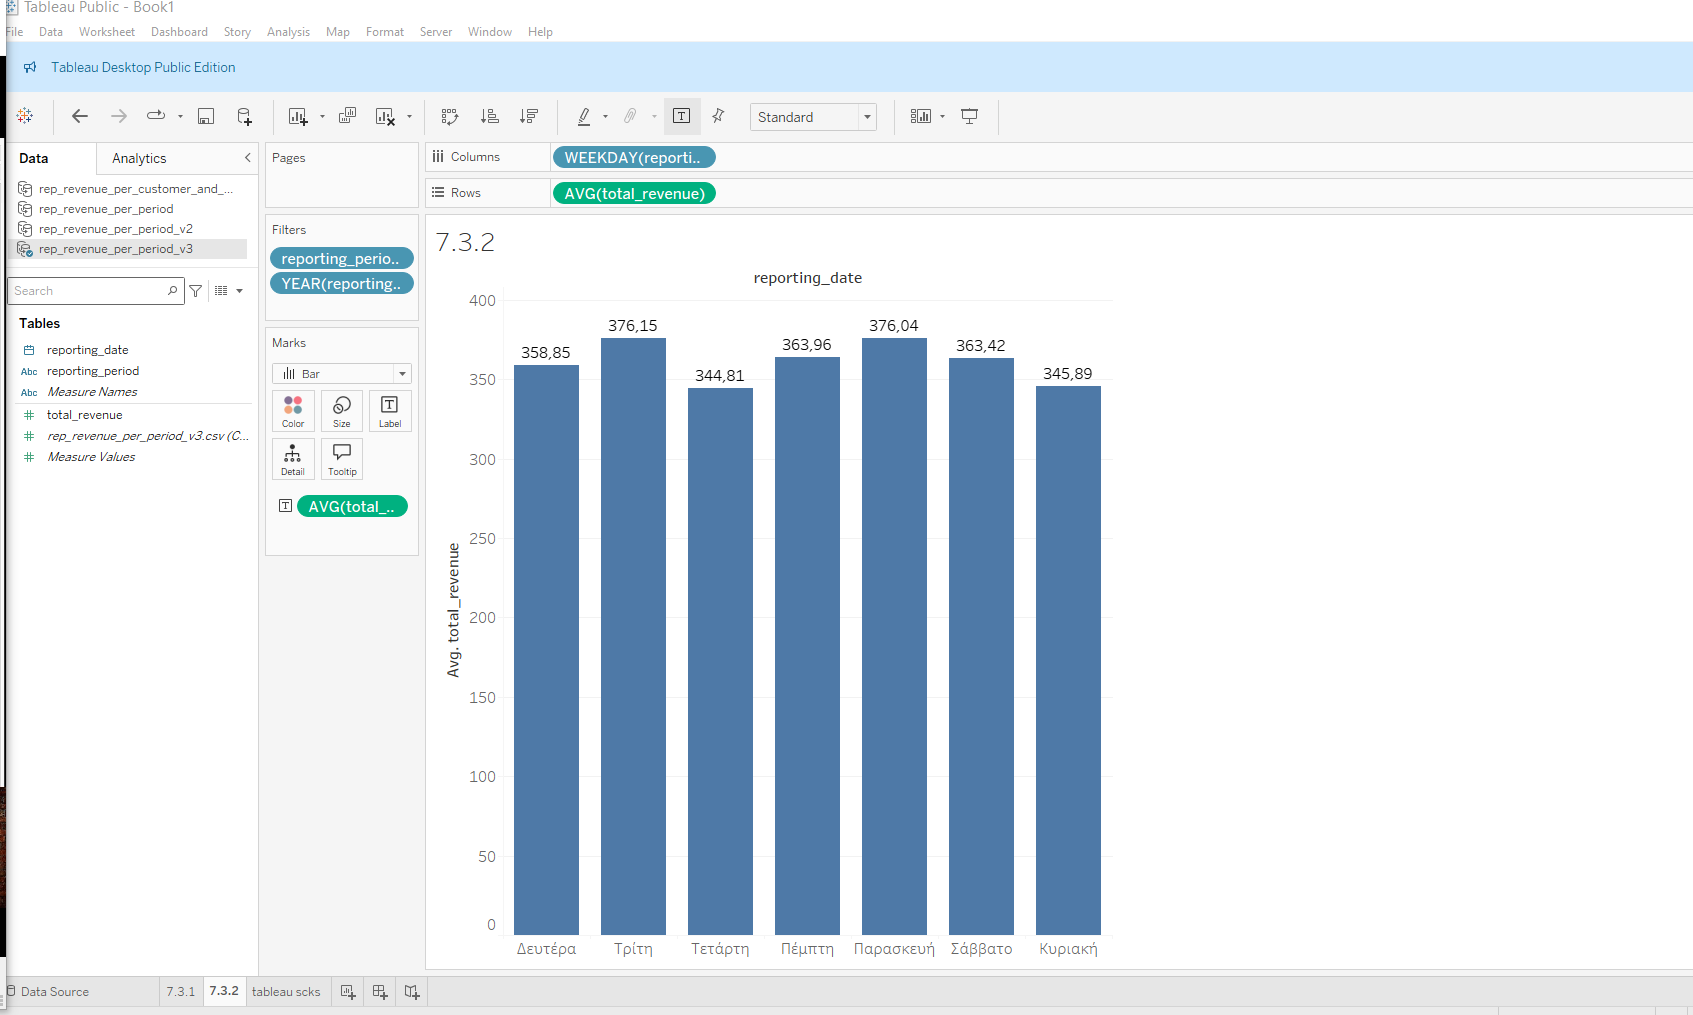 Tableau Public - Book1
File Data Worksheet Dashboard Story Analysis Map Format Server Window Help
Tableau Desktop Public Edition
Standard
Data Analytics
rep_revenue_per_customer_and_...
rep_revenue_per_period
rep_revenue_per_period_v2
rep_revenue_per_period_v3
Search
Tables
reporting_date
Abc reporting_period
Abc Measure Names
total_revenue
rep_revenue_per_period_v3.csv (C...
Measure Values
Pages
Filters
reporting_perio..
YEAR(reporting..
Marks
Bar
Color Size Label
Detail Tooltip
AVG(total_..
Columns WEEKDAY(reporti..
Rows AVG(total_revenue)
7.3.2
reporting_date
Avg. total_revenue
400
350
300
250
200
150
100
50
0
358,85
376,15
344,81
363,96
376,04
363,42
345,89
Δευτέρα Τρίτη Τετάρτη Πέμπτη Παρασκευή Σάββατο Κυριακή
Data Source 7.3.1 7.3.2 tableau scks